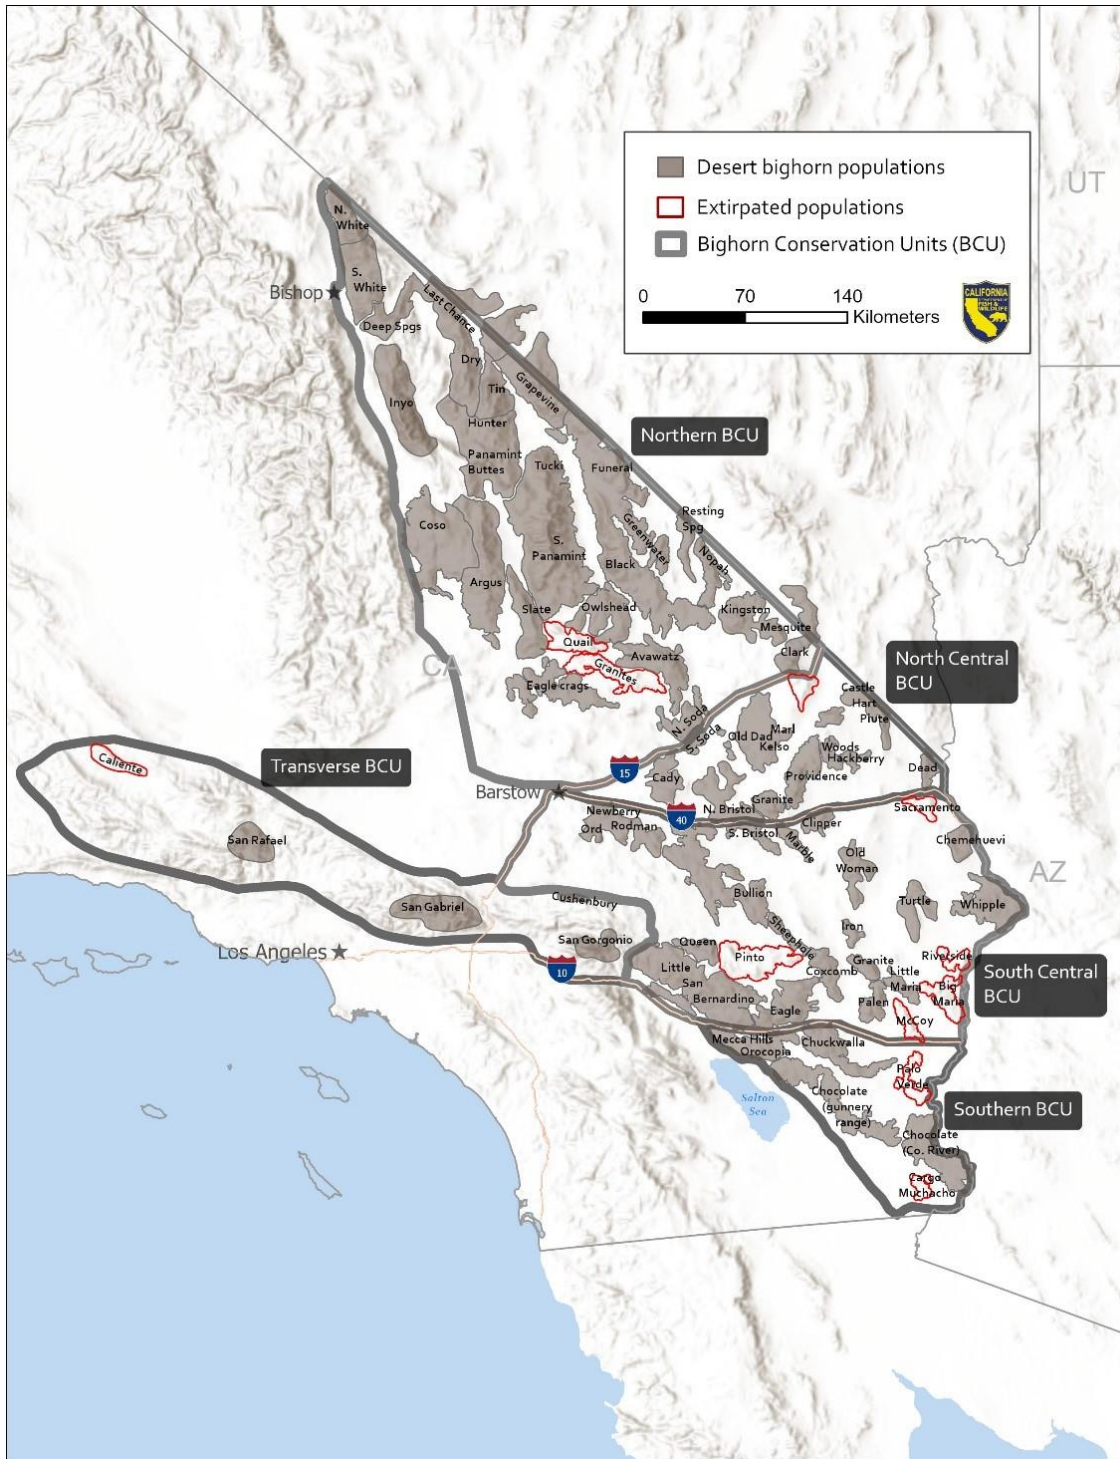 Desert bighorn populations
Extirpated populations
Bighorn Conservation Units (BCU)
0 70 140
Kilometers
CALIFORNIA
FISH &
WILDLIFE
UT
N.
White
S.
White
Bishop
Last Chance
Deep Spgs
Dry
Tin
Grapevine
Inyo
Hunter
Panamint
Buttes
Tucki
Funeral
Northern BCU
Coso
Resting
Spg
Greenwater
Nopah
S.
Panamint
Argus
Black
Slate
Owlshead
Kingston
Mesquite
Quail
Clark
CA
Avawatz
Granites
Eagle crags
North Central
BCU
Castle
Hart
Piute
N. Soda
S. Soda
Old Dad
Marl
Kelso
Woods
Hackberry
Caliente
Transverse BCU
15
Cady
Providence
Dead
Barstow
Newberry
40
N. Bristol
Granite
Sacramento
Ord
Rodman
S. Bristol
Clipper
Marble
Chemehuevi
San Rafael
Old
Woman
AZ
Bullion
Cushenbury
Turtle
Whipple
San Gabriel
Sheephole
Iron
Los Angeles
San Gorgonio
Queen
Pinto
Riverside
10
Little
San
Bernardino
Coxcomb
Granite
Little
Maria
Big
Maria
South Central
BCU
Eagle
Palen
McCoy
Mecca Hills
Orocopia
Chuckwalla
Palo
Verde
Salton
Sea
Chocolate
(gunnery
range)
Southern BCU
Chocolate
(Co. River)
Cargo
Muchacho